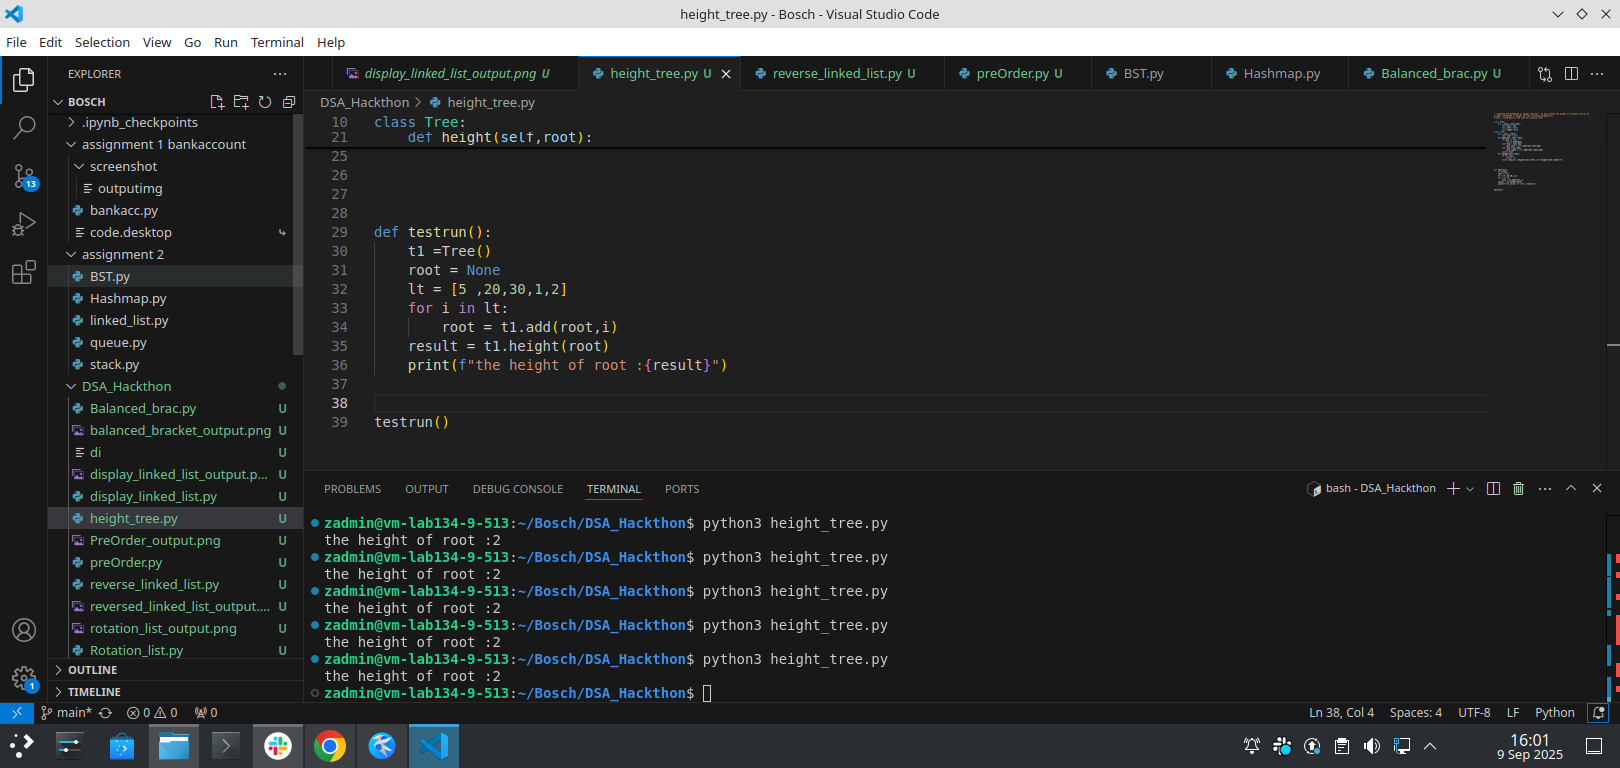 height_tree.py - Bosch - Visual Studio Code
File Edit Selection View Go Run Terminal Help
EXPLORER
display_linked_list_output.png U
height_tree.py U
reverse_linked_list.py U
preOrder.py U
BST.py
Hashmap.py
Balanced_brac.py U
BOSCH
.ipynb_checkpoints
assignment 1 bankaccount
screenshot
outputimg
bankacc.py
code.desktop
assignment 2
BST.py
Hashmap.py
linked_list.py
queue.py
stack.py
DSA_Hackthon
Balanced_brac.py U
balanced_bracket_output.png U
di U
display_linked_list_output.p... U
display_linked_list.py U
height_tree.py U
PreOrder_output.png U
preOrder.py U
reverse_linked_list.py U
reversed_linked_list_output.... U
rotation_list_output.png U
Rotation_list.py U
OUTLINE
TIMELINE
13
1
DSA_Hackthon > height_tree.py
10 class Tree:
21 def height(self,root):
25
26
27
28
29 def testrun():
30 t1 =Tree()
31 root = None
32 lt = [5 ,20,30,1,2]
33 for i in lt:
34 root = t1.add(root,i)
35 result = t1.height(root)
36 print(f"the height of root :{result}")
37
38
39 testrun()
PROBLEMS OUTPUT DEBUG CONSOLE TERMINAL PORTS
bash - DSA_Hackthon
zadmin@vm-lab134-9-513:~/Bosch/DSA_Hackthon$ python3 height_tree.py
the height of root :2
zadmin@vm-lab134-9-513:~/Bosch/DSA_Hackthon$ python3 height_tree.py
the height of root :2
zadmin@vm-lab134-9-513:~/Bosch/DSA_Hackthon$ python3 height_tree.py
the height of root :2
zadmin@vm-lab134-9-513:~/Bosch/DSA_Hackthon$ python3 height_tree.py
the height of root :2
zadmin@vm-lab134-9-513:~/Bosch/DSA_Hackthon$ python3 height_tree.py
the height of root :2
zadmin@vm-lab134-9-513:~/Bosch/DSA_Hackthon$
main* 0 0 0
Ln 38, Col 4 Spaces: 4 UTF-8 LF Python
16:01
9 Sep 2025